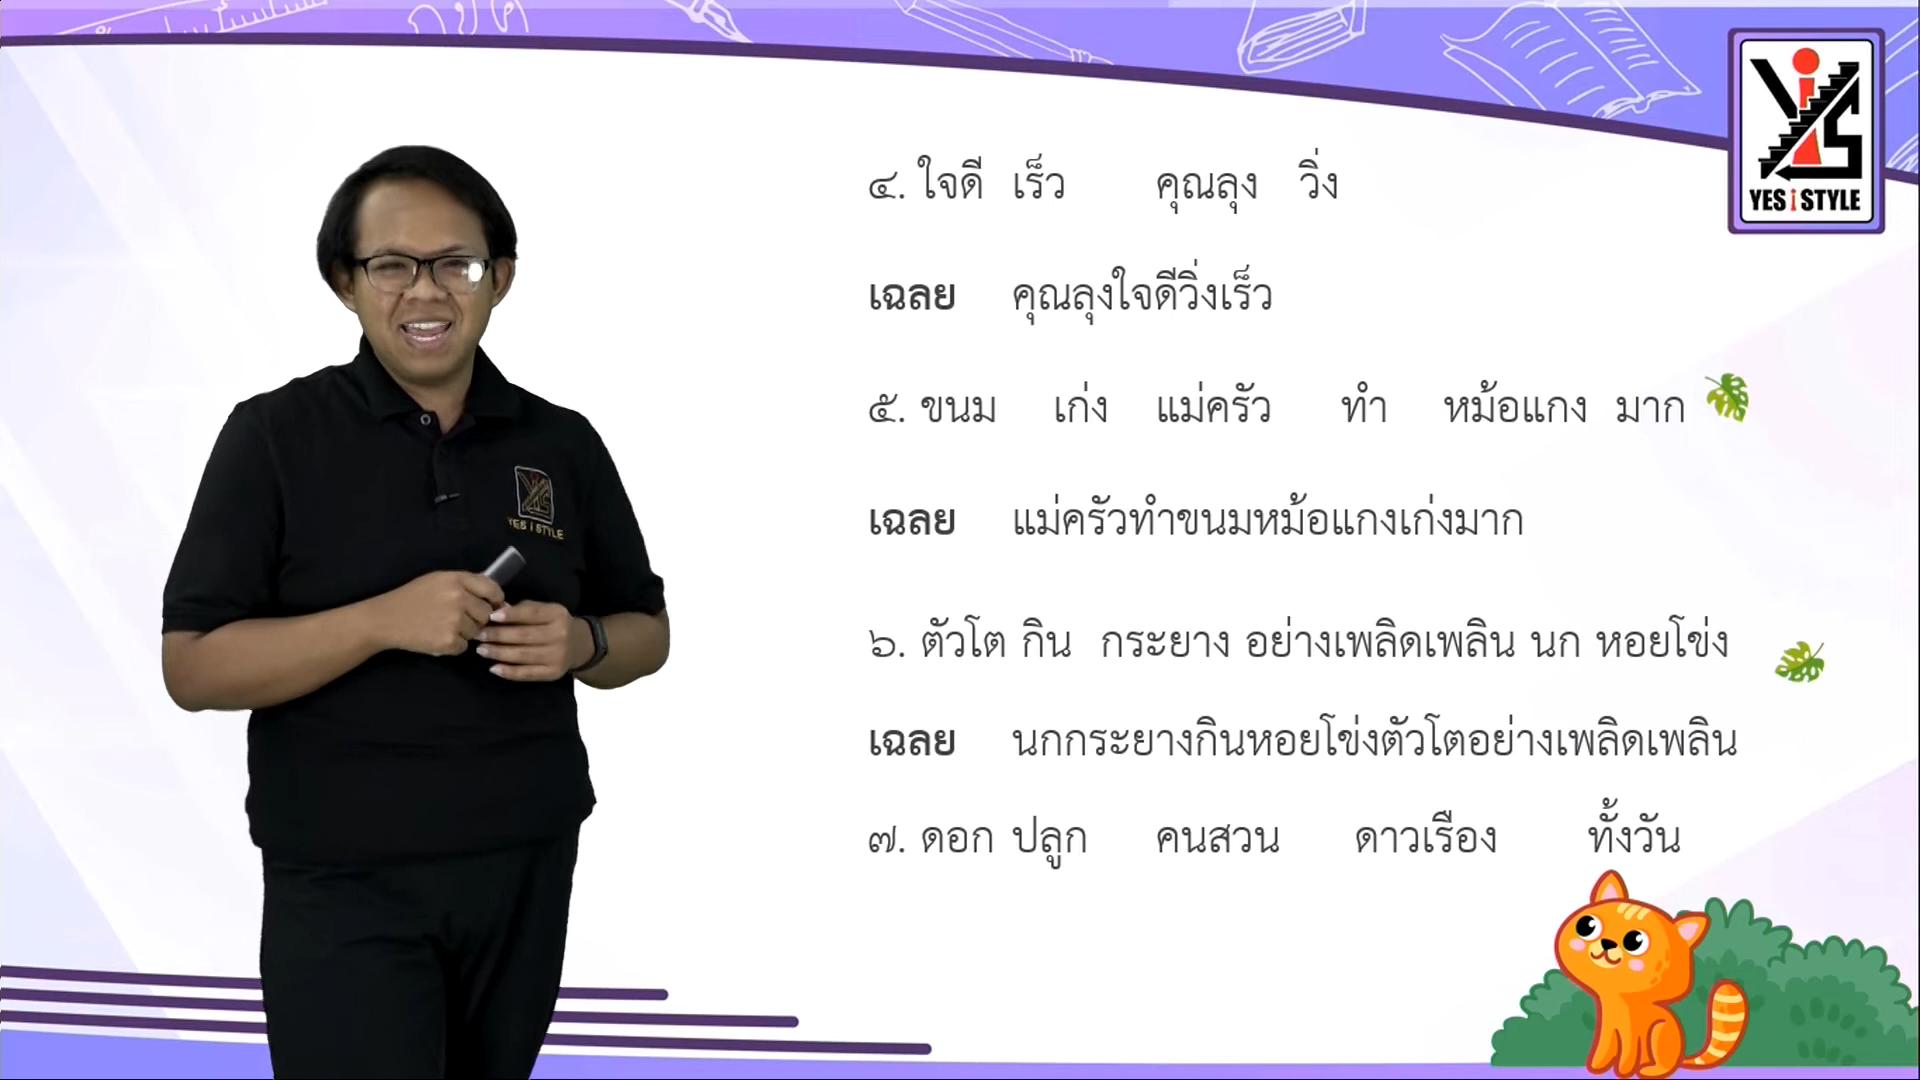 กขค
YES i STYLE
๔. ใจดี เร็ว คุณลุง วิ่ง
เฉลย คุณลุงใจดีวิ่งเร็ว
๕. ขนม เก่ง แม่ครัว ทำ หม้อแกง มาก
เฉลย แม่ครัวทำขนมหม้อแกงเก่งมาก
YES i STYLE
๖. ตัวโต กิน กระยาง อย่างเพลิดเพลิน นก หอยโข่ง
เฉลย นกกระยางกินหอยโข่งตัวโตอย่างเพลิดเพลิน
๗. ดอก ปลูก คนสวน ดาวเรือง ทั้งวัน